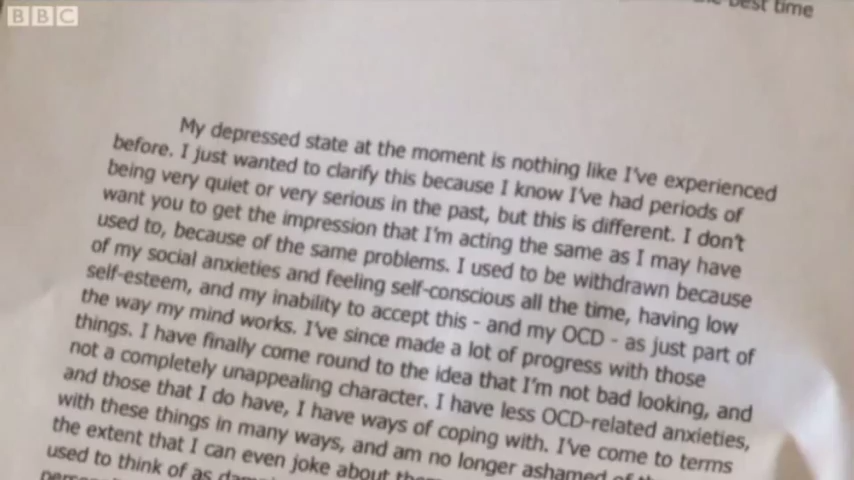 BBC
best time
My depressed state at the moment is nothing like I've experienced
before. I just wanted to clarify this because I know I've had periods of
being very quiet or very serious in the past, but this is different. I don't
want you to get the impression that I'm acting the same as I may have
used to, because of the same problems. I used to be withdrawn because
of my social anxieties and feeling self-conscious all the time, having low
self-esteem, and my inability to accept this - and my OCD - as just part of
the way my mind works. I've since made a lot of progress with those
things. I have finally come round to the idea that I'm not bad looking, and
not a completely unappealing character. I have less OCD-related anxieties,
and those that I do have, I have ways of coping with. I've come to terms
with these things in many ways, and am no longer ashamed of
the extent that I can even joke about
used to think of as